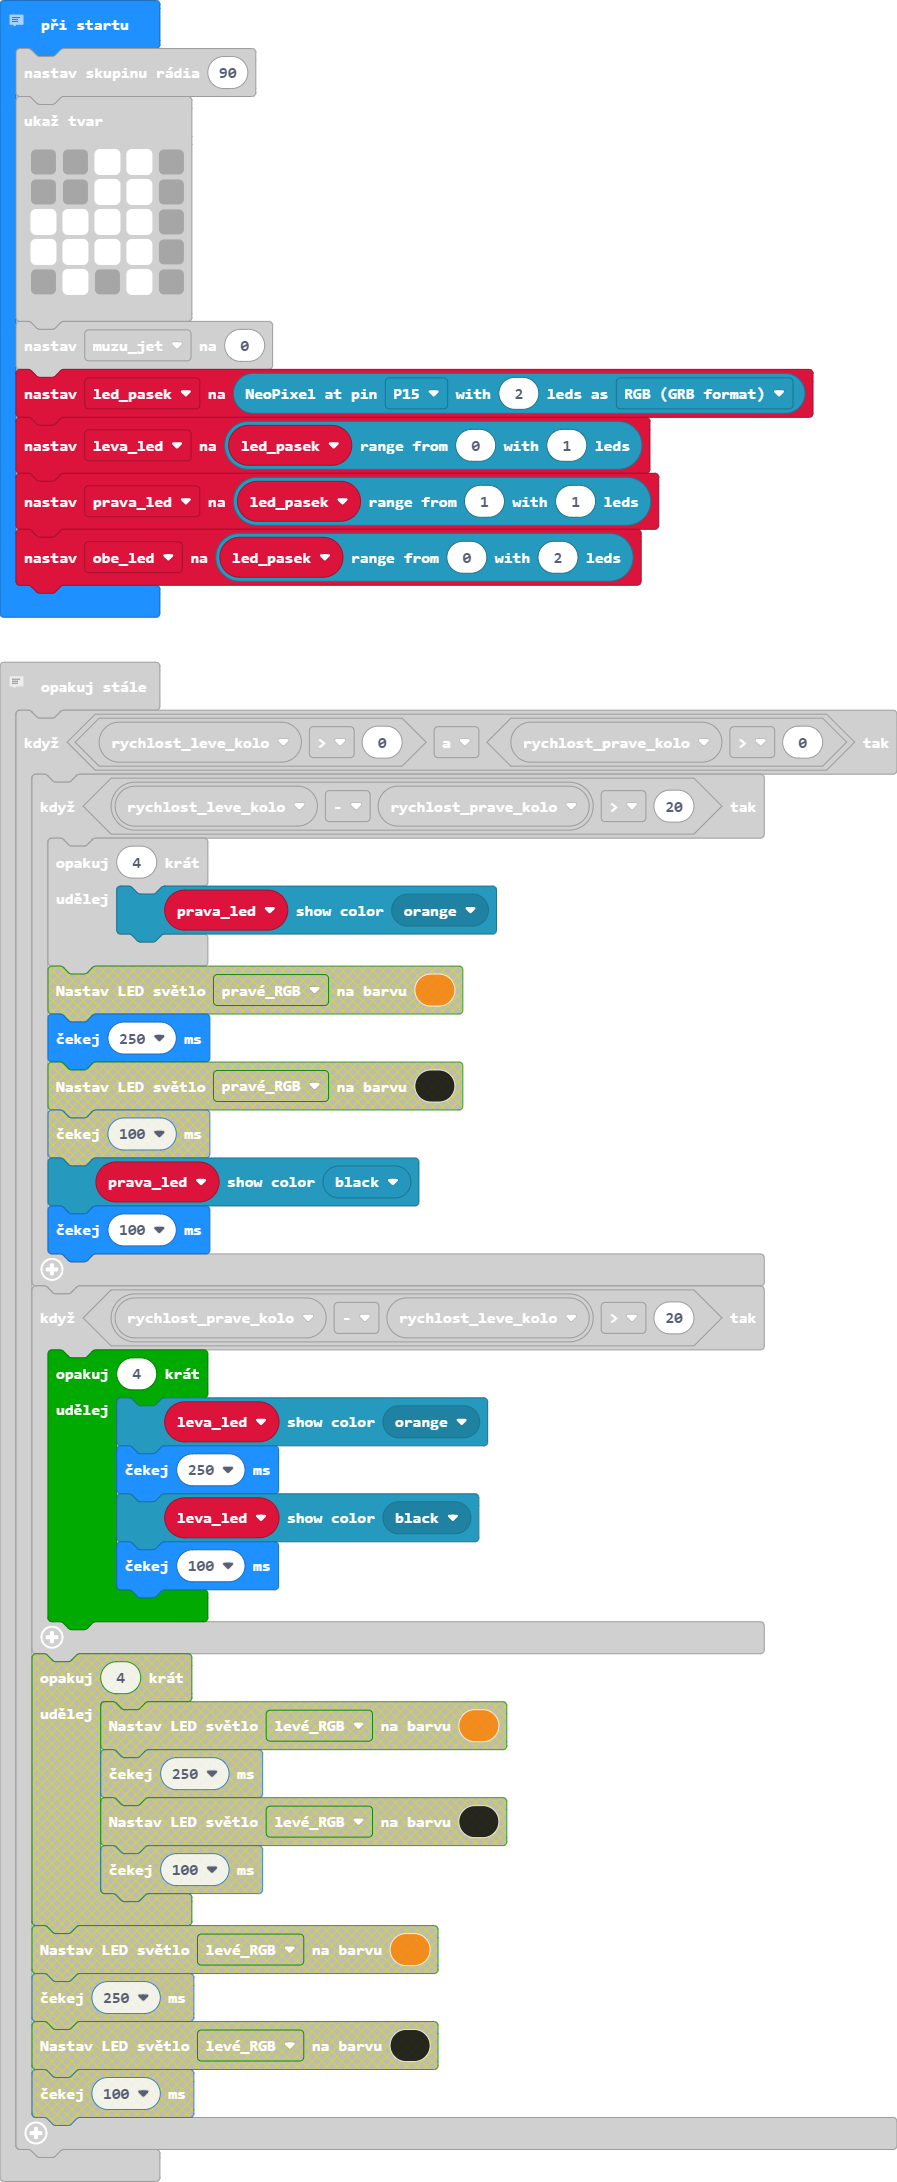 při startu
nastav skupinu rádia 90
ukaž tvar
nastav muzu_jet na 0
nastav led_pasek na NeoPixel at pin P15 with 2 leds as RGB (GRB format)
nastav leva_led na led_pasek range from 0 with 1 leds
nastav prava_led na led_pasek range from 1 with 1 leds
nastav obe_led na led_pasek range from 0 with 2 leds
opakuj stále
když rychlost_leve_kolo > 0 a rychlost_prave_kolo > 0 tak
když rychlost_leve_kolo - rychlost_prave_kolo > 20 tak
opakuj 4 krát
udělej prava_led show color orange
Nastav LED světlo pravé_RGB na barvu
čekej 250 ms
Nastav LED světlo pravé_RGB na barvu
čekej 100 ms
prava_led show color black
čekej 100 ms
když rychlost_prave_kolo - rychlost_leve_kolo > 20 tak
opakuj 4 krát
udělej leva_led show color orange
čekej 250 ms
leva_led show color black
čekej 100 ms
opakuj 4 krát
udělej Nastav LED světlo levé_RGB na barvu
čekej 250 ms
Nastav LED světlo levé_RGB na barvu
čekej 100 ms
Nastav LED světlo levé_RGB na barvu
čekej 250 ms
Nastav LED světlo levé_RGB na barvu
čekej 100 ms